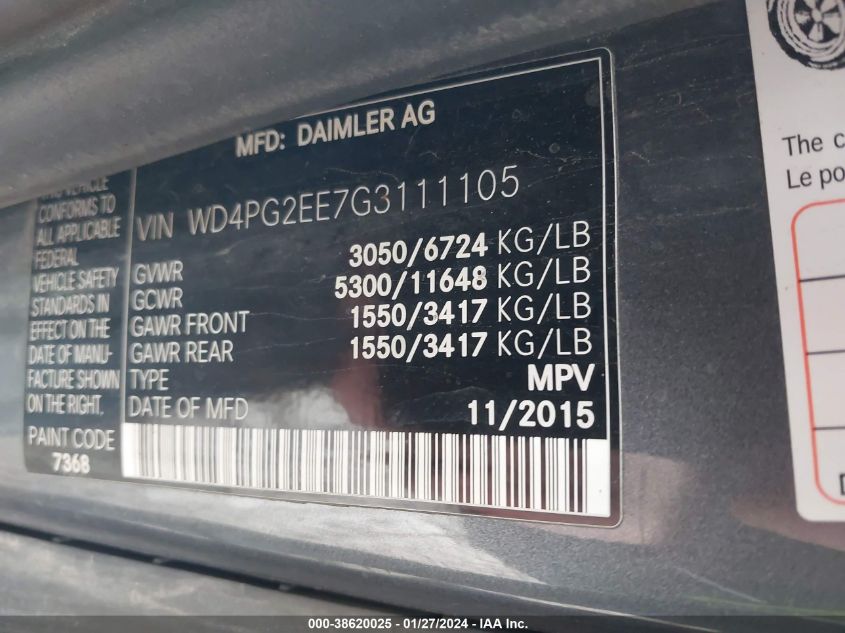 MFD: DAIMLER AG
VEHICLE
CONFORMS TO
ALL APPLICABLE
FEDERAL
VEHICLE SAFETY
STANDARDS IN
EFFECT ON THE
DATE OF MANU-
FACTURE SHOWN
ON THE RIGHT.
PAINT CODE
7368
VIN WD4PG2EE7G3111105
GVWR 3050/6724 KG/LB
GCWR 5300/11648 KG/LB
GAWR FRONT 1550/3417 KG/LB
GAWR REAR 1550/3417 KG/LB
TYPE MPV
DATE OF MFD 11/2015
The
Le
000-38620025 - 01/27/2024 - IAA Inc.